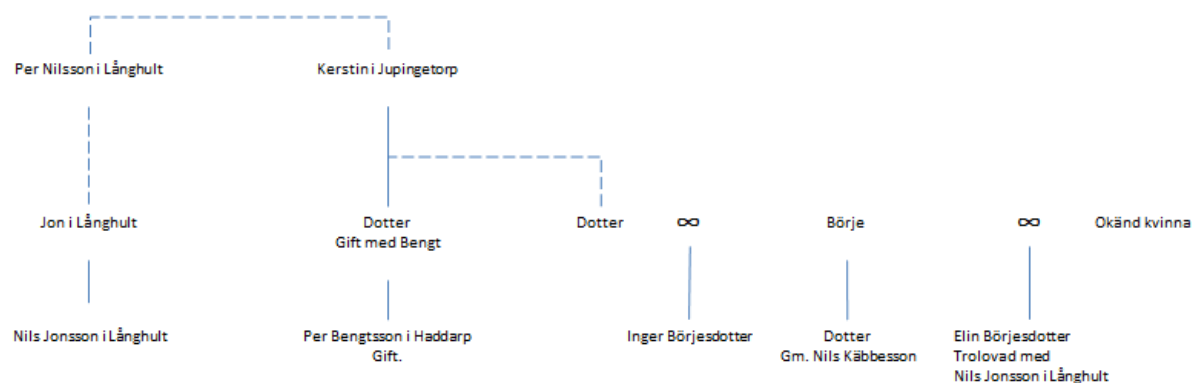 Per Nilsson i Långhult
Kerstin i Jupingetorp
Jon i Långhult
Dotter
Gift med Bengt
Dotter
∞
Börje
∞
Okänd kvinna
Nils Jonsson i Långhult
Per Bengtsson i Haddarp
Gift.
Inger Börjesdotter
Dotter
Gm. Nils Käbbesson
Elin Börjesdotter
Trolovad med
Nils Jonsson i Långhult